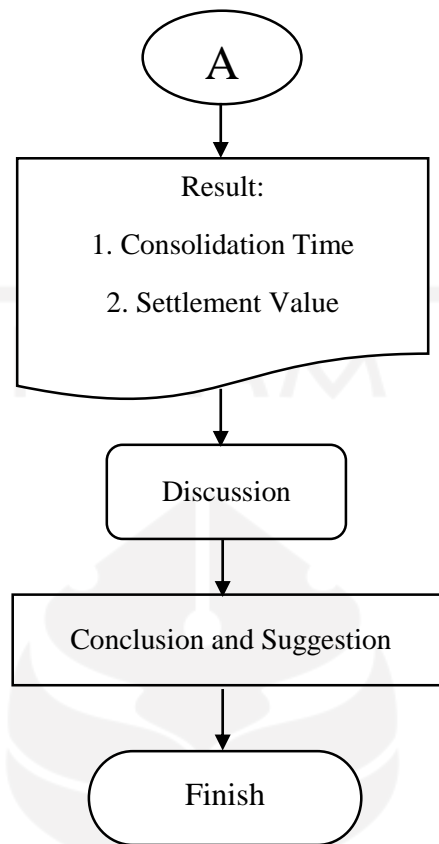 A
Result:
1. Consolidation Time
2. Settlement Value
Discussion
Conclusion and Suggestion
Finish